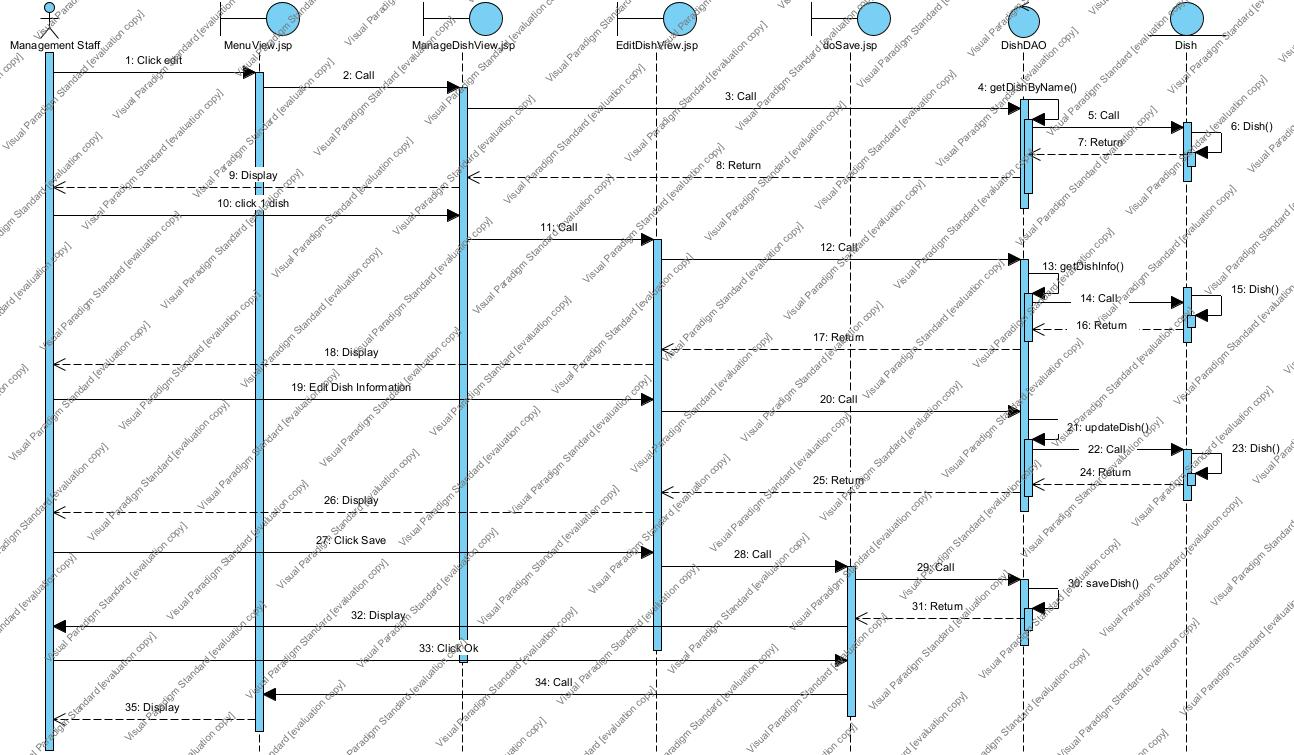 Management Staff
MenuView.jsp
ManageDishView.jsp
EditDishView.jsp
doSave.jsp
DishDAO
Dish
1: Click edit
2: Call
3: Call
4: getDishByName()
5: Call
6: Dish()
7: Return
8: Return
9: Display
10: click 1 dish
11: Call
12: Call
13: getDishInfo()
14: Call
15: Dish()
16: Return
17: Return
18: Display
19: Edit Dish Information
20: Call
21: updateDish()
22: Call
23: Dish()
24: Return
25: Return
26: Display
27: Click Save
28: Call
29: Call
30: saveDish()
31: Return
32: Display
33: Click Ok
34: Call
35: Display
Visual Paradigm Standard [evaluation copy]